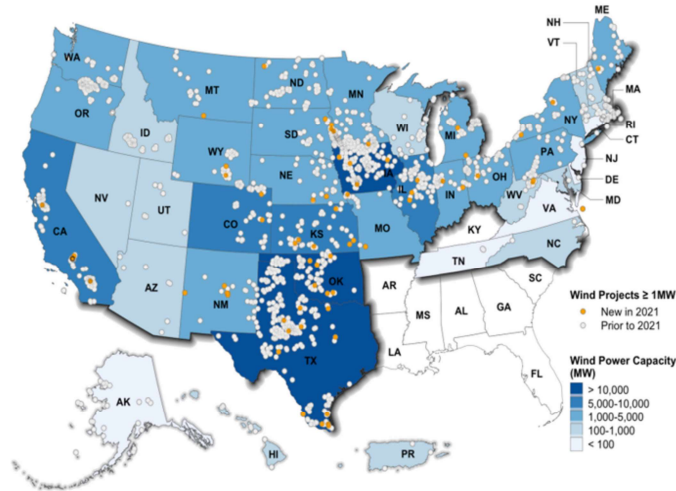 ME
NH
VT
WA
MT
ND
MN
MA
OR
ID
SD
WI
MI
NY
RI
CT
WY
IA
PA
NJ
NE
IL
IN
OH
DE
WV
MD
NV
UT
CO
KS
MO
VA
CA
KY
NC
TN
AZ
NM
OK
AR
SC
MS
AL
GA
TX
LA
FL
AK
HI
PR
Wind Projects ≥ 1MW
New in 2021
Prior to 2021
Wind Power Capacity
(MW)
> 10,000
5,000-10,000
1,000-5,000
100-1,000
< 100